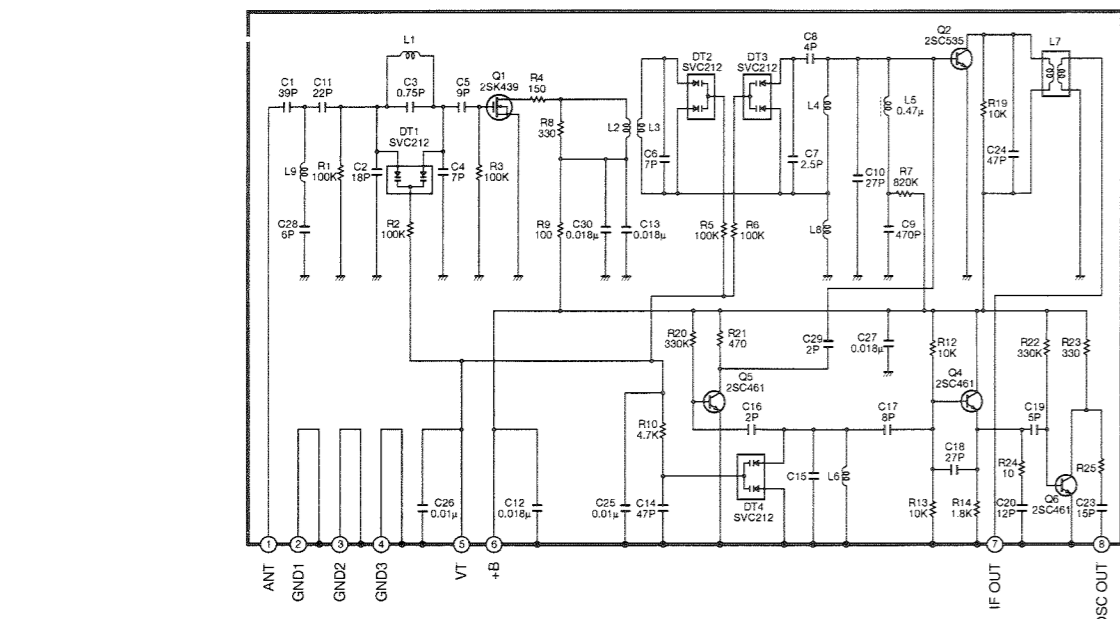 L1
C1
39P
C11
22P
C3
0.75P
C5
9P
Q1
2SK439
R4
150
DT1
SVC212
L9
R1
100K
C2
18P
C4
7P
R3
100K
C28
6P
R2
100K
R8
330
R9
100
C30
0.018μ
C13
0.018μ
L2
L3
C6
7P
DT2
SVC212
DT3
SVC212
R5
100K
R6
100K
C8
4P
C7
2.5P
L4
L8
C10
27P
L5
0.47μ
R7
820K
C9
470P
Q2
2SC535
R19
10K
C24
47P
L7
R20
330K
R21
470
C29
2P
C27
0.018μ
R12
10K
Q4
2SC461
R22
330K
R23
330
Q5
2SC461
C16
2P
C17
8P
C19
5P
R10
4.7K
C18
27P
R24
10
R25
C15
L6
DT4
SVC212
Q6
2SC461
C26
0.01μ
C12
0.018μ
C25
0.01μ
C14
47P
R13
10K
R14
1.8K
C20
12P
C23
15P
1
2
3
4
5
6
7
8
ANT
GND1
GND2
GND3
VT
+B
IF OUT
OSC OUT